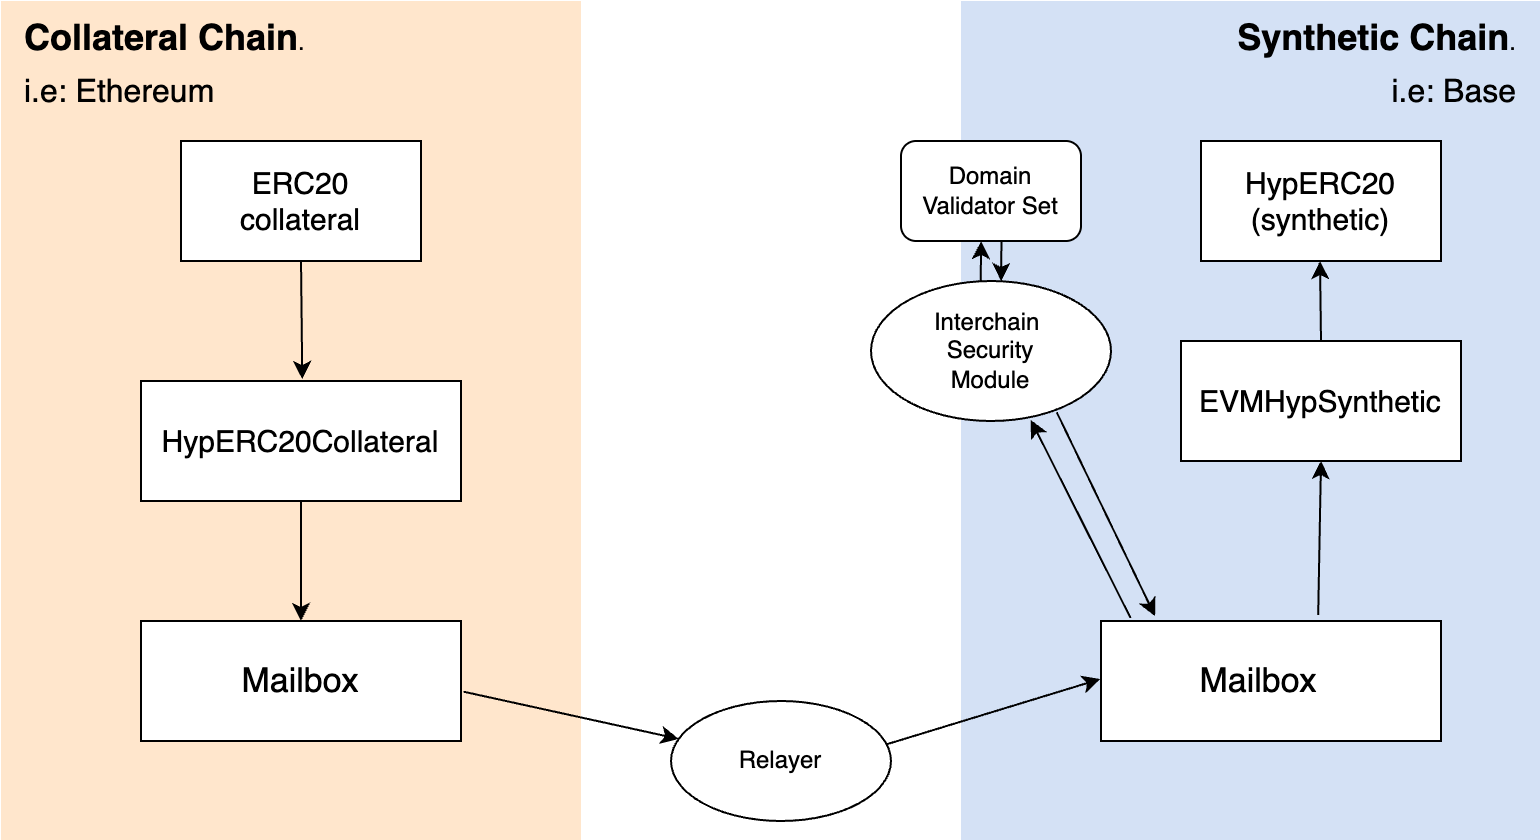 Collateral Chain.
i.e: Ethereum
ERC20
collateral
HypERC20Collateral
Mailbox
Relayer
Synthetic Chain.
i.e: Base
Domain
Validator Set
Interchain
Security
Module
HypERC20
(synthetic)
EVMHypSynthetic
Mailbox